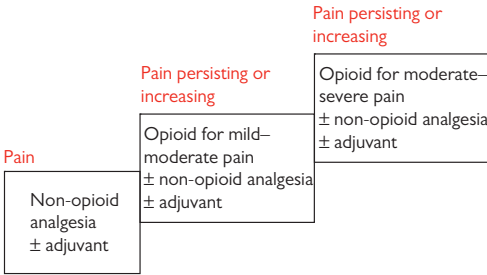 Pain
Non-opioid
analgesia
± adjuvant
Pain persisting or
increasing
Opioid for mild–
moderate pain
± non-opioid analgesia
± adjuvant
Pain persisting or
increasing
Opioid for moderate–
severe pain
± non-opioid analgesia
± adjuvant